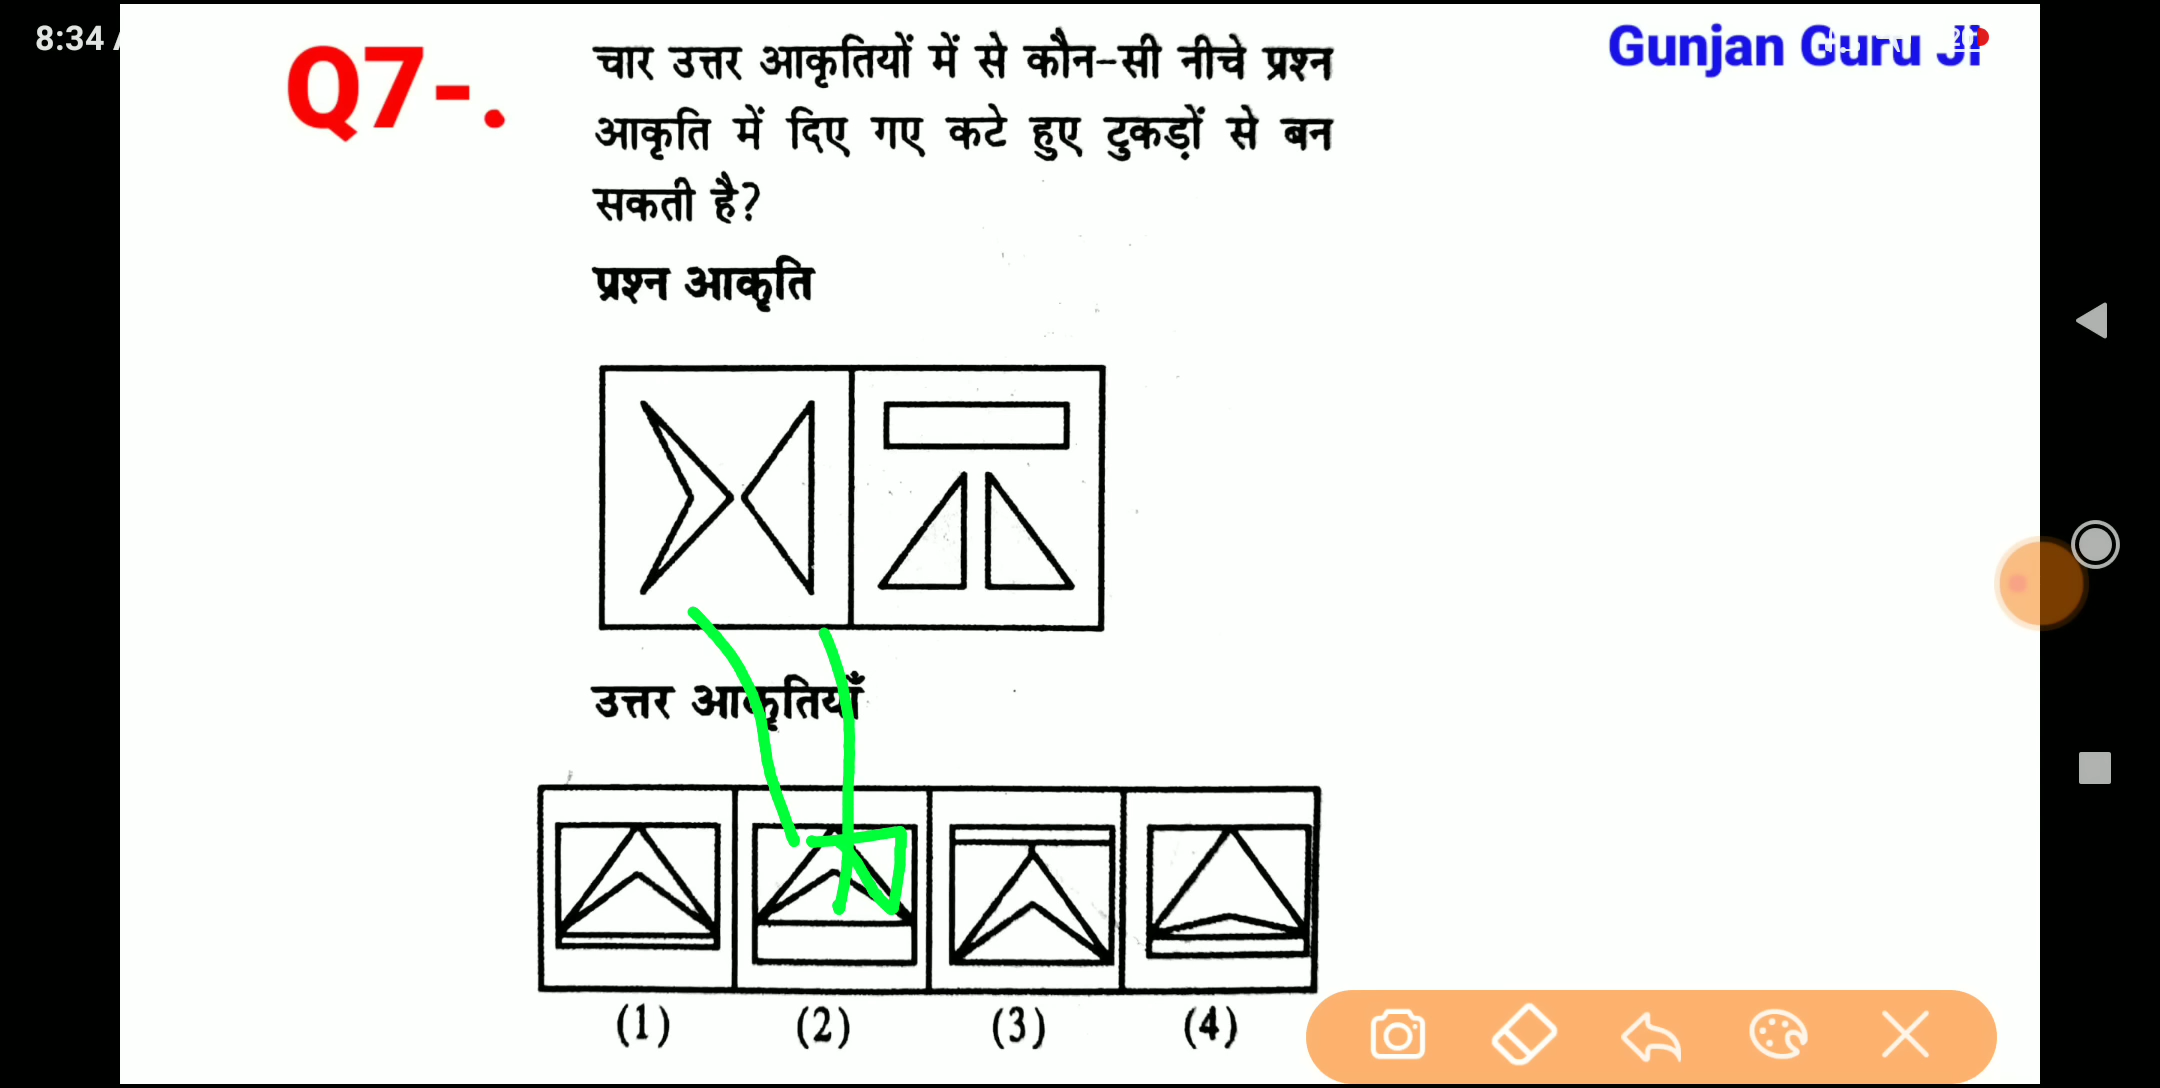 8:34
Q7-.
चार उत्तर आकृतियों में से कौन-सी नीचे प्रश्न
आकृति में दिए गए कटे हुए टुकड़ों से बन
सकती है?
Gunjan Guru Ji
प्रश्न आकृति
उत्तर आकृतियाँ
(1) (2) (3) (4)